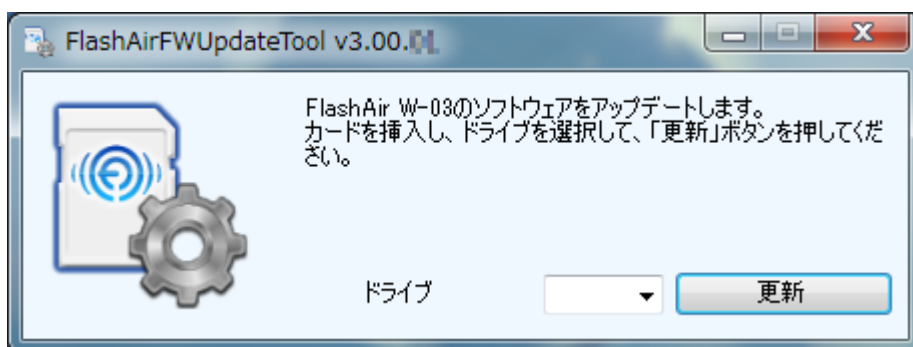 FlashAirFWUpdateTool v3.00.
FlashAir W-03のソフトウェアをアップデートします。
カードを挿入し、ドライブを選択して、「更新」ボタンを押してくだ
さい。
ドライブ
更新